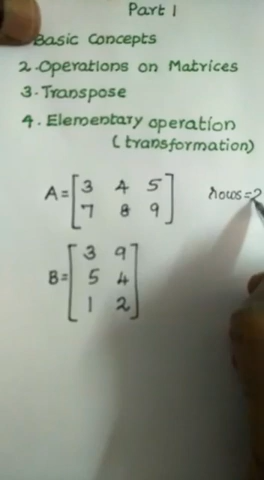 Part 1
Basic Concepts
2. Operations on Matrices
3. Transpose
4. Elementary operation
(transformation)
A = [3 4 5
7 8 9]
rows = 2
B = [3 9
5 4
1 2]